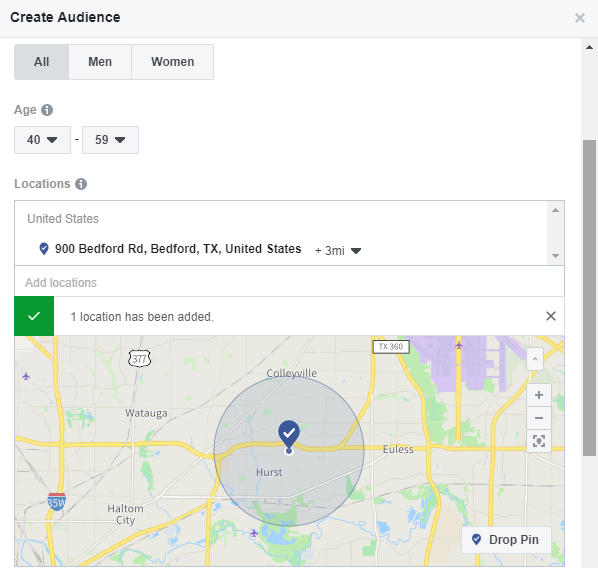 Create Audience
All Men Women
Age
40 - 59
Locations
United States
900 Bedford Rd, Bedford, TX, United States + 3mi
Add locations
1 location has been added.
TX 360
377
Colleyville
Watauga
Euless
Hurst
35W
Haltom
City
Drop Pin